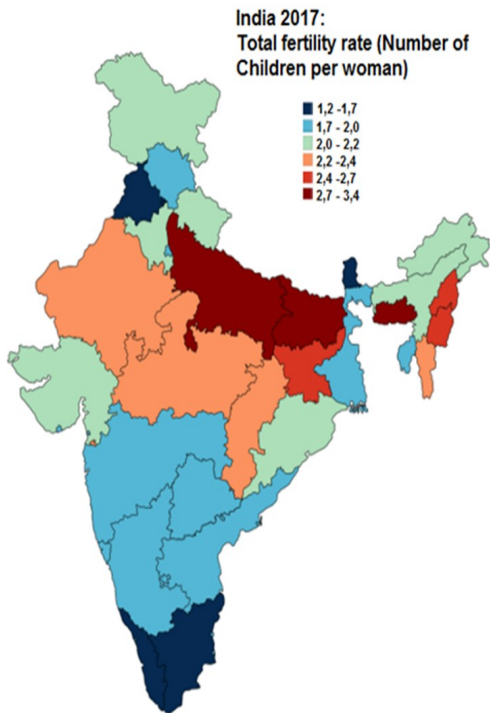 India 2017:
Total fertility rate (Number of
Children per woman)
1,2 -1,7
1,7 - 2,0
2,0 - 2,2
2,2 -2,4
2,4 -2,7
2,7 - 3,4